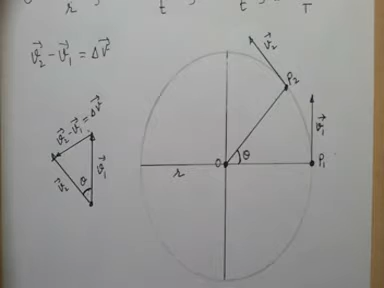 r
t
t
T
v⃗₂ - v⃗₁ = Δv⃗
v⃗₂
P₂
v⃗₂ - v⃗₁ = Δv⃗
v⃗₁
θ
v⃗₂
v⃗₁
O
θ
P₁
r